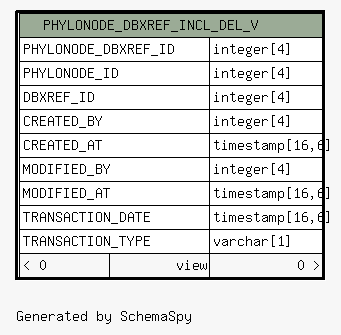 PHYLONODE_DBXREF_INCL_DEL_V
PHYLONODE_DBXREF_ID integer[4]
PHYLONODE_ID integer[4]
DBXREF_ID integer[4]
CREATED_BY integer[4]
CREATED_AT timestamp[16,6]
MODIFIED_BY integer[4]
MODIFIED_AT timestamp[16,6]
TRANSACTION_DATE timestamp[16,6]
TRANSACTION_TYPE varchar[1]
< 0 view 0 >
Generated by SchemaSpy